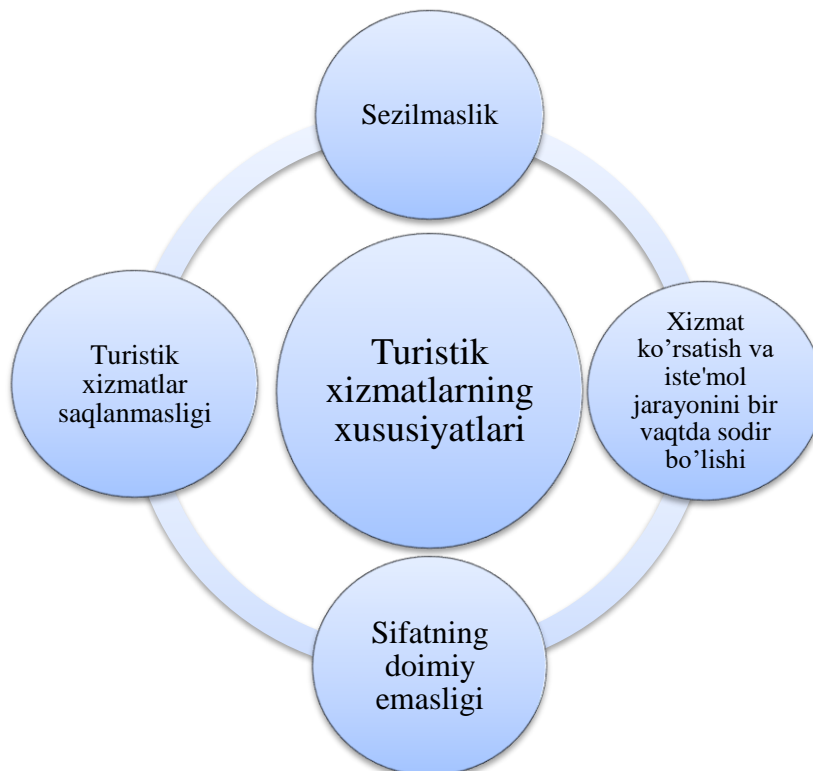 Sezilmaslik
Turistik
xizmatlar
saqlanmasligi
Turistik
xizmatlarning
xususiyatlari
Xizmat
ko’rsatish va
iste'mol
jarayonini bir
vaqtda sodir
bo’lishi
Sifatning
doimiy
emasligi